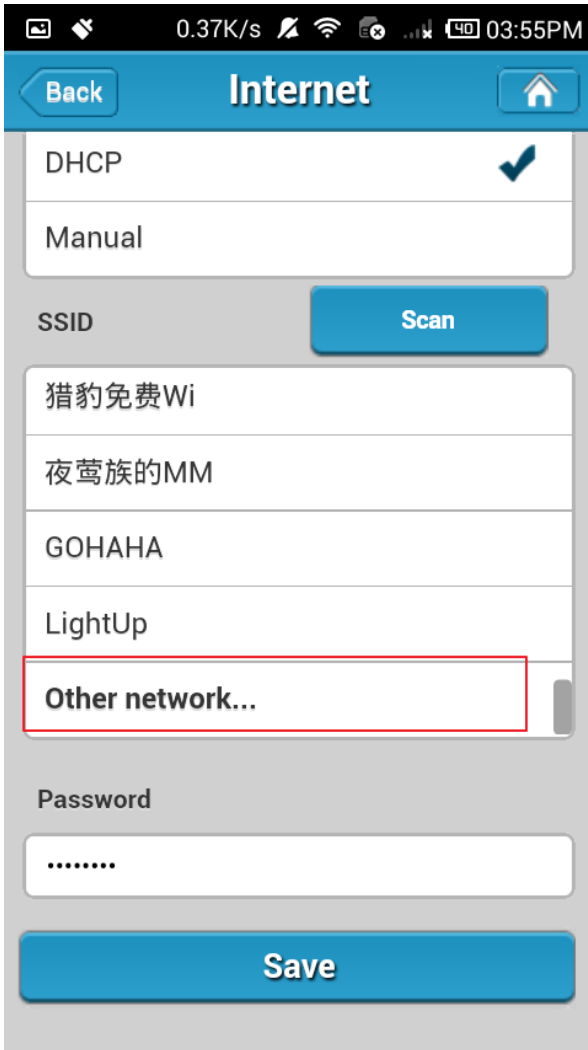 0.37K/s 40 03:55PM
Back Internet
DHCP
Manual
SSID Scan
猎豹免费Wi
夜莺族的MM
GOHAHA
LightUp
Other network...
Password
••••••••
Save